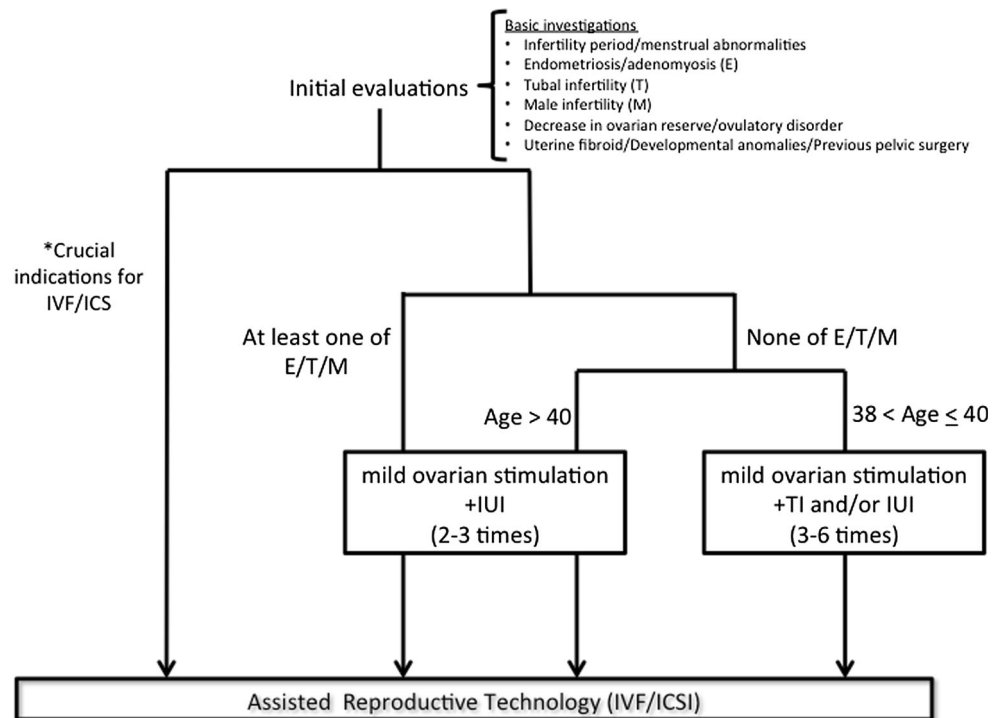 Basic investigations
• Infertility period/menstrual abnormalities
• Endometriosis/adenomyosis (E)
• Tubal infertility (T)
• Male infertility (M)
• Decrease in ovarian reserve/ovulatory disorder
• Uterine fibroid/Developmental anomalies/Previous pelvic surgery
Initial evaluations
*Crucial
indications for
IVF/ICS
At least one of
E/T/M
None of E/T/M
Age > 40
38 < Age ≤ 40
mild ovarian stimulation
+IUI
(2-3 times)
mild ovarian stimulation
+TI and/or IUI
(3-6 times)
Assisted Reproductive Technology (IVF/ICSI)